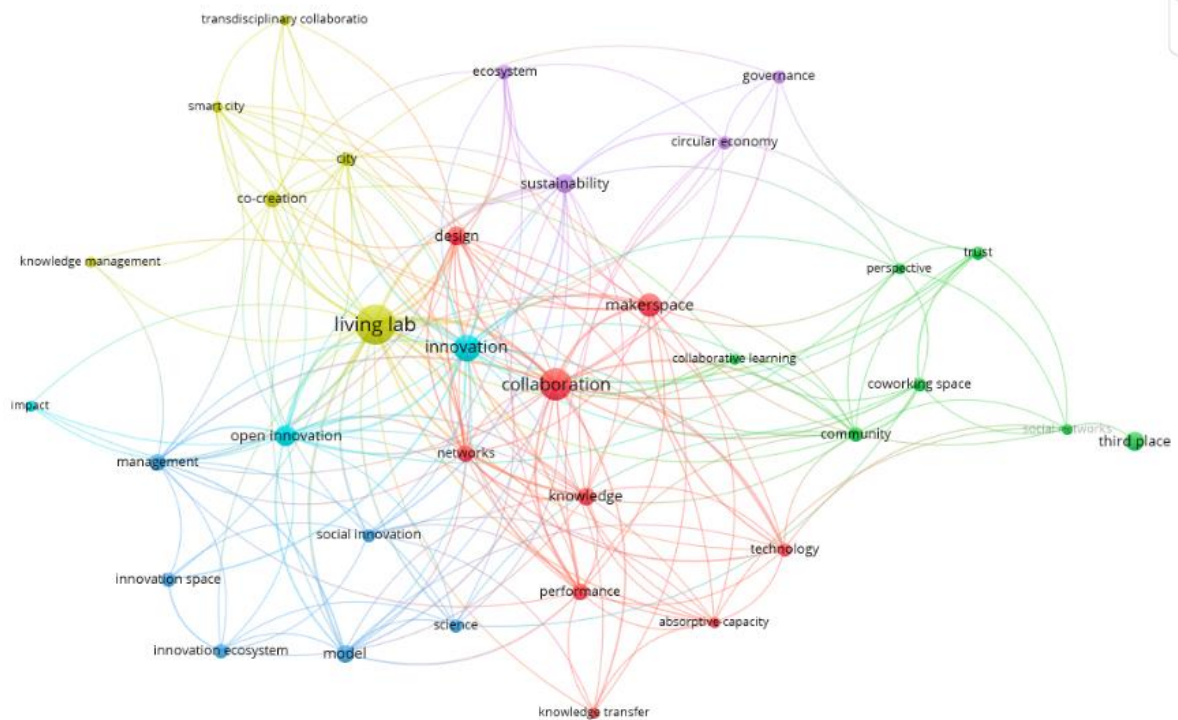 transdisciplinary collaboratio
ecosystem
governance
smart city
circular economy
city
sustainability
co-creation
design
trust
knowledge management
perspective
makerspace
living lab
innovation
collaborative learning
collaboration
coworking space
impact
open innovation
community
social networks
third place
management
networks
knowledge
social innovation
technology
innovation space
performance
absorptive capacity
science
innovation ecosystem
model
knowledge transfer